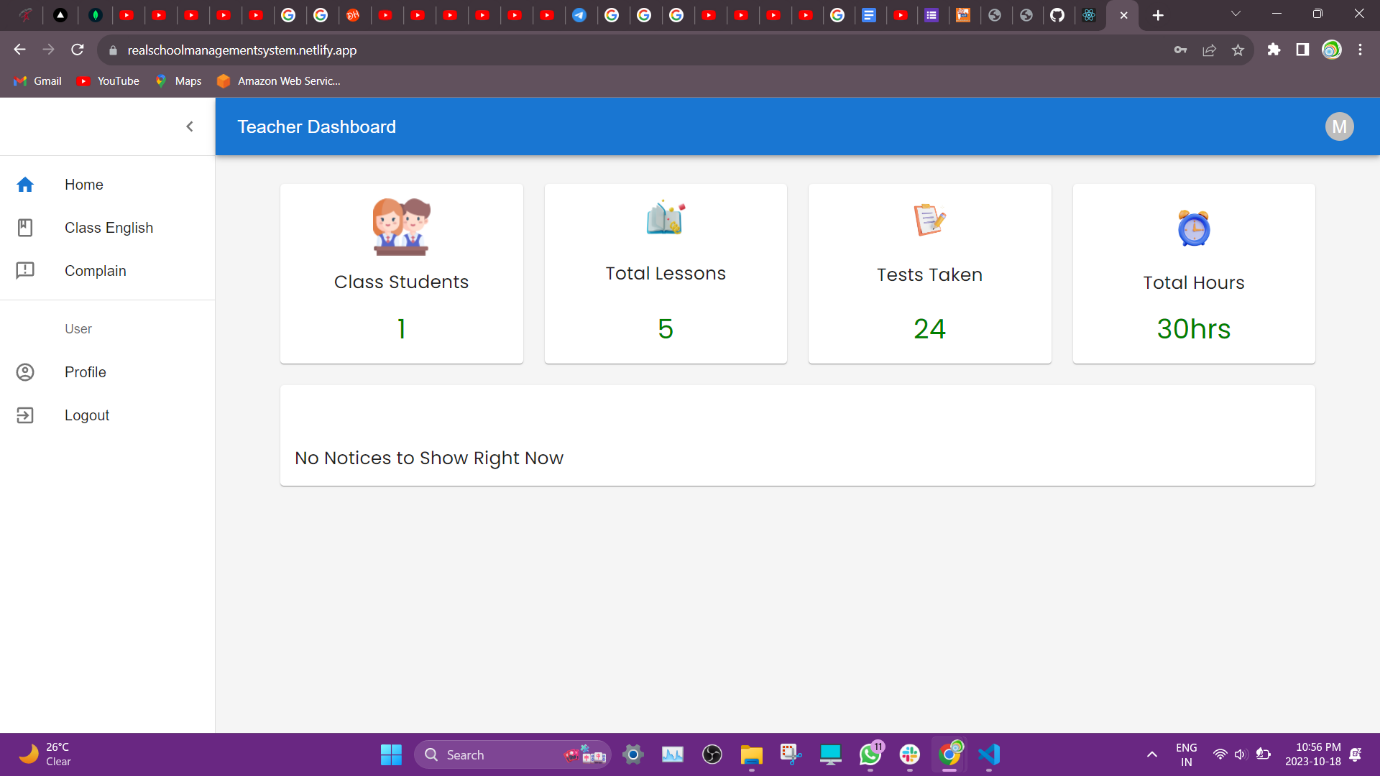 realschoolmanagementsystem.netlify.app
Gmail
YouTube
Maps
Amazon Web Servic...
Teacher Dashboard
M
Home
Class English
Complain
User
Profile
Logout
Class Students
1
Total Lessons
5
Tests Taken
24
Total Hours
30hrs
No Notices to Show Right Now
26°C
Clear
Search
11
ENG
IN
10:56 PM
2023-10-18